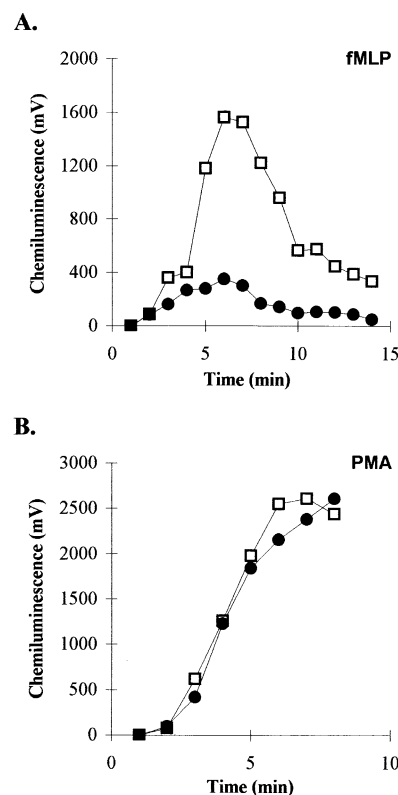 A.
fMLP
2000
1600
1200
800
400
0
Chemiluminescence (mV)
0 5 10 15
Time (min)
B.
PMA
3000
2500
2000
1500
1000
500
0
Chemiluminescence (mV)
0 5 10
Time (min)